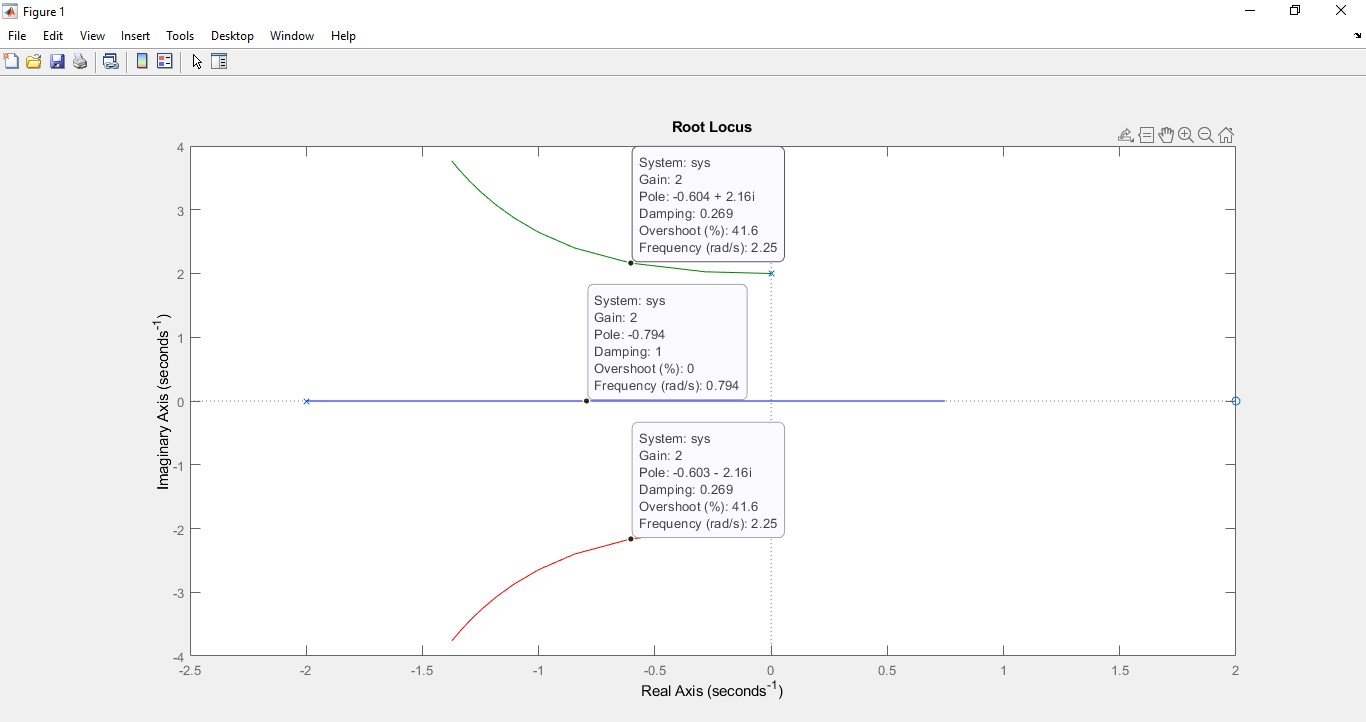 Figure 1
File Edit View Insert Tools Desktop Window Help
Root Locus
System: sys
Gain: 2
Pole: -0.604 + 2.16i
Damping: 0.269
Overshoot (%): 41.6
Frequency (rad/s): 2.25
System: sys
Gain: 2
Pole: -0.794
Damping: 1
Overshoot (%): 0
Frequency (rad/s): 0.794
System: sys
Gain: 2
Pole: -0.603 - 2.16i
Damping: 0.269
Overshoot (%): 41.6
Frequency (rad/s): 2.25
Imaginary Axis (seconds⁻¹)
4
3
2
1
0
-1
-2
-3
-4
-2.5 -2 -1.5 -1 -0.5 0 0.5 1 1.5 2
Real Axis (seconds⁻¹)